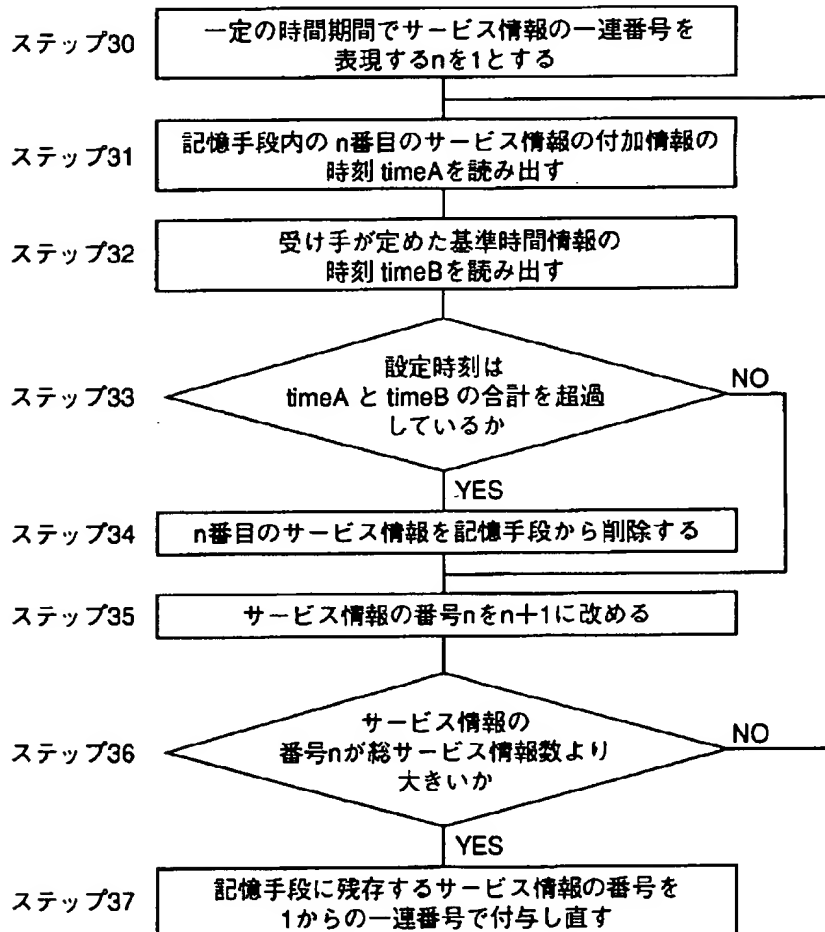 ステップ30
一定の時間期間でサービス情報の一連番号を
表現するnを1とする
ステップ31
記憶手段内の n番目のサービス情報の付加情報の
時刻 timeAを読み出す
ステップ32
受け手が定めた基準時間情報の
時刻 timeBを読み出す
ステップ33
設定時刻は
timeA と timeB の合計を超過
しているか
NO
YES
ステップ34
n番目のサービス情報を記憶手段から削除する
ステップ35
サービス情報の番号nをn+1に改める
ステップ36
サービス情報の
番号nが総サービス情報数より
大きいか
NO
YES
ステップ37
記憶手段に残存するサービス情報の番号を
1からの一連番号で付与し直す